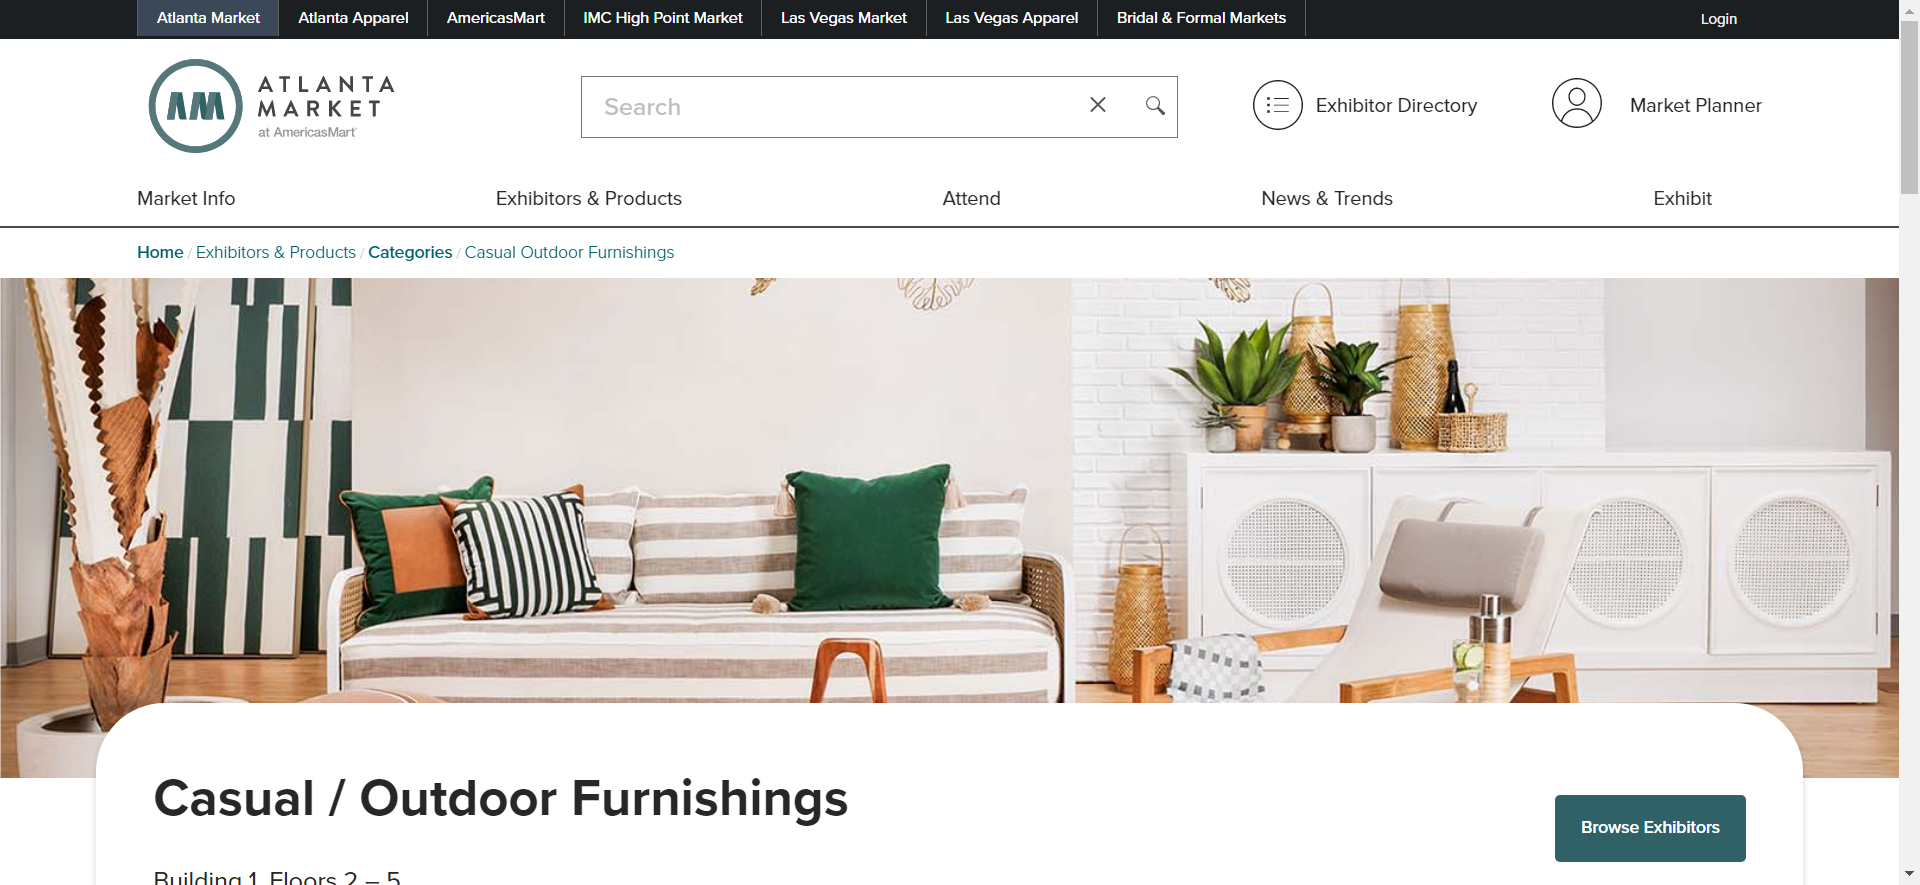 Atlanta Market
Atlanta Apparel
AmericasMart
IMC High Point Market
Las Vegas Market
Las Vegas Apparel
Bridal & Formal Markets
Login
AM
ATLANTA
MARKET
at AmericasMart
Search
Exhibitor Directory
Market Planner
Market Info
Exhibitors & Products
Attend
News & Trends
Exhibit
Home / Exhibitors & Products / Categories / Casual Outdoor Furnishings
Casual / Outdoor Furnishings
Browse Exhibitors
Building 1, Floors 2 – 5